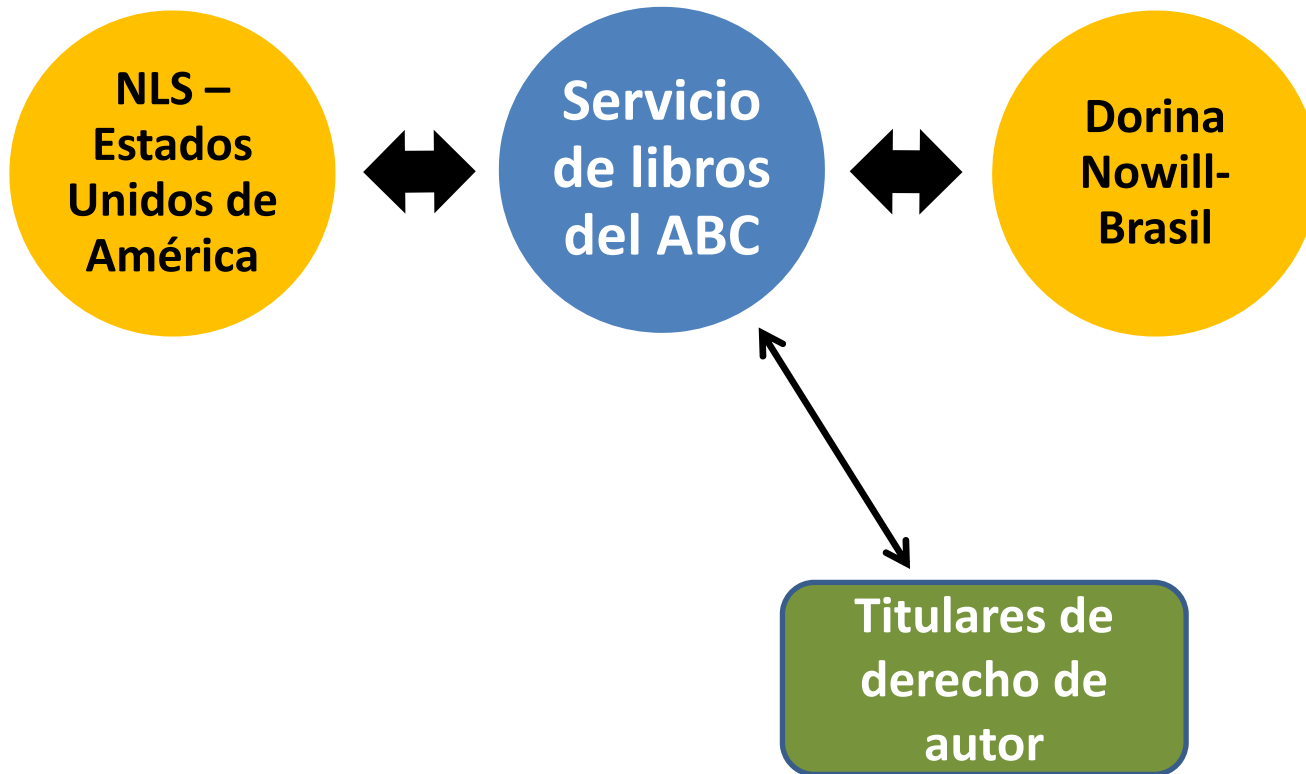 NLS –
Estados
Unidos de
América
Servicio
de libros
del ABC
Dorina
Nowill-
Brasil
Titulares de
derecho de
autor